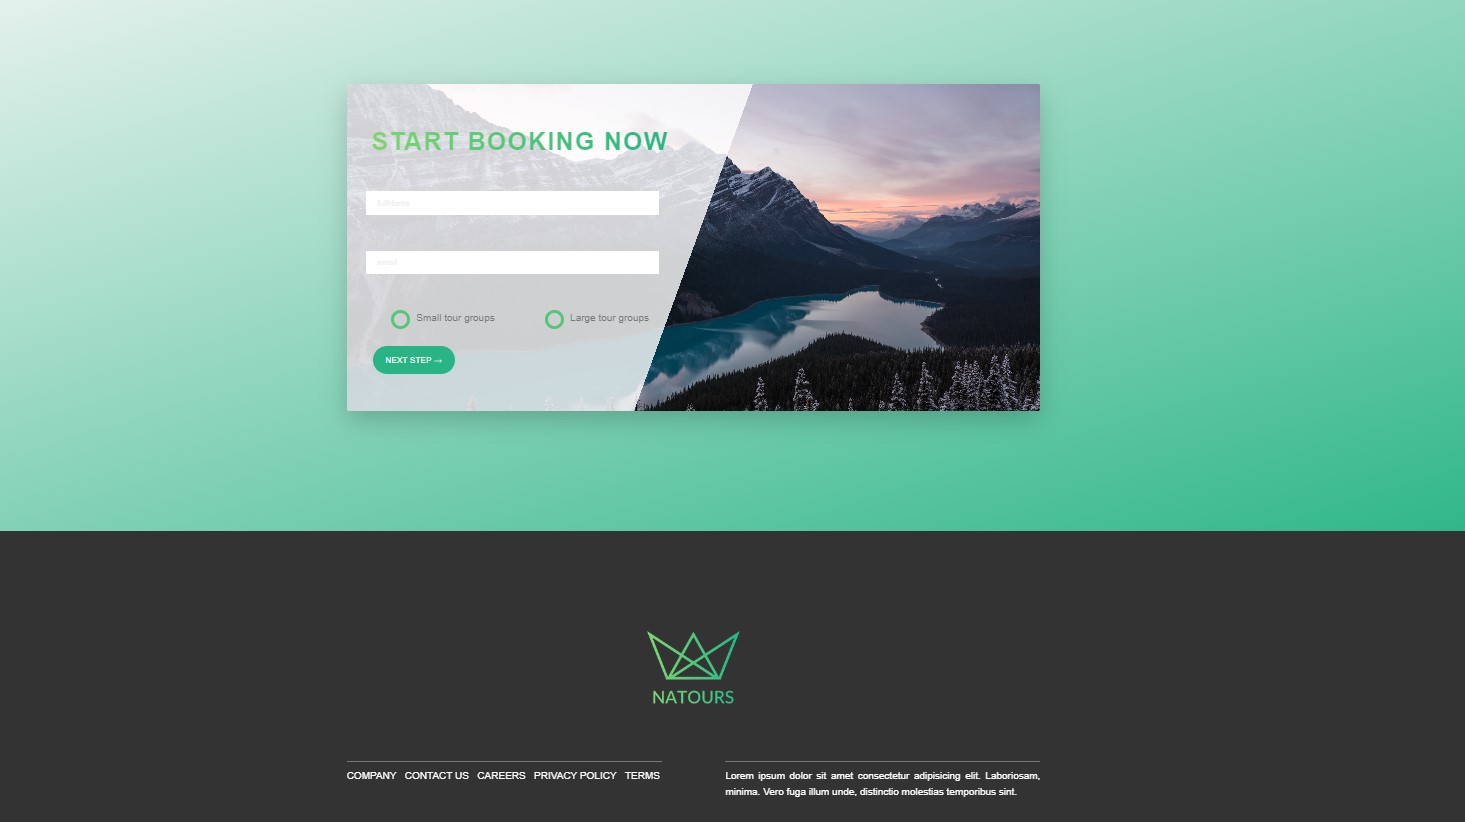 START BOOKING NOW
fullName
email
Small tour groups
Large tour groups
NEXT STEP →
NATOURS
COMPANY CONTACT US CAREERS PRIVACY POLICY TERMS
Lorem ipsum dolor sit amet consectetur adipisicing elit. Laboriosam,
minima. Vero fuga illum unde, distinctio molestias temporibus sint.